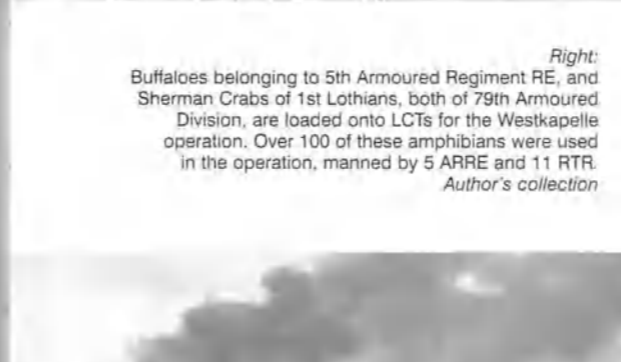 Right:
Buffaloes belonging to 5th Armoured Regiment RE, and
Sherman Crabs of 1st Lothians, both of 79th Armoured
Division, are loaded onto LCTs for the Westkapelle
operation. Over 100 of these amphibians were used
in the operation, manned by 5 ARRE and 11 RTR.
Author's collection